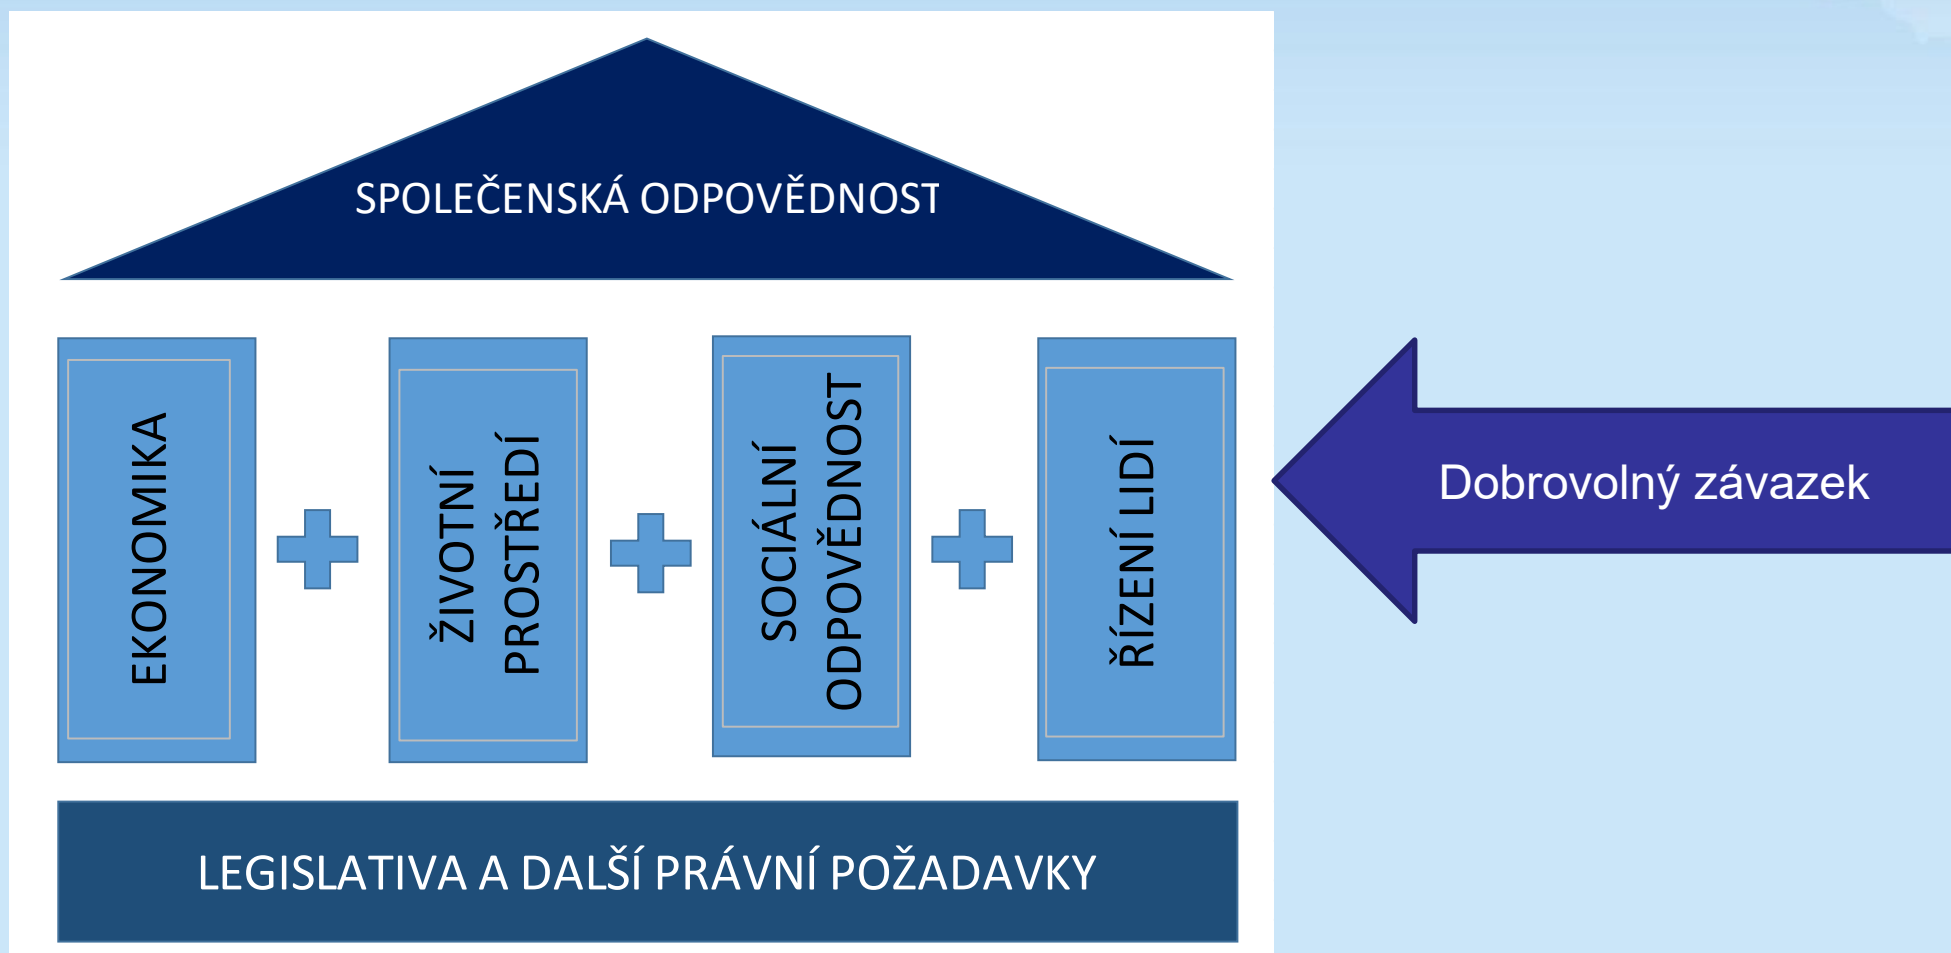 SPOLEČENSKÁ ODPOVĚDNOST
EKONOMIKA
ŽIVOTNÍ
PROSTŘEDÍ
SOCIÁLNÍ
ODPOVĚDNOST
ŘÍZENÍ LIDÍ
Dobrovolný závazek
LEGISLATIVA A DALŠÍ PRÁVNÍ POŽADAVKY